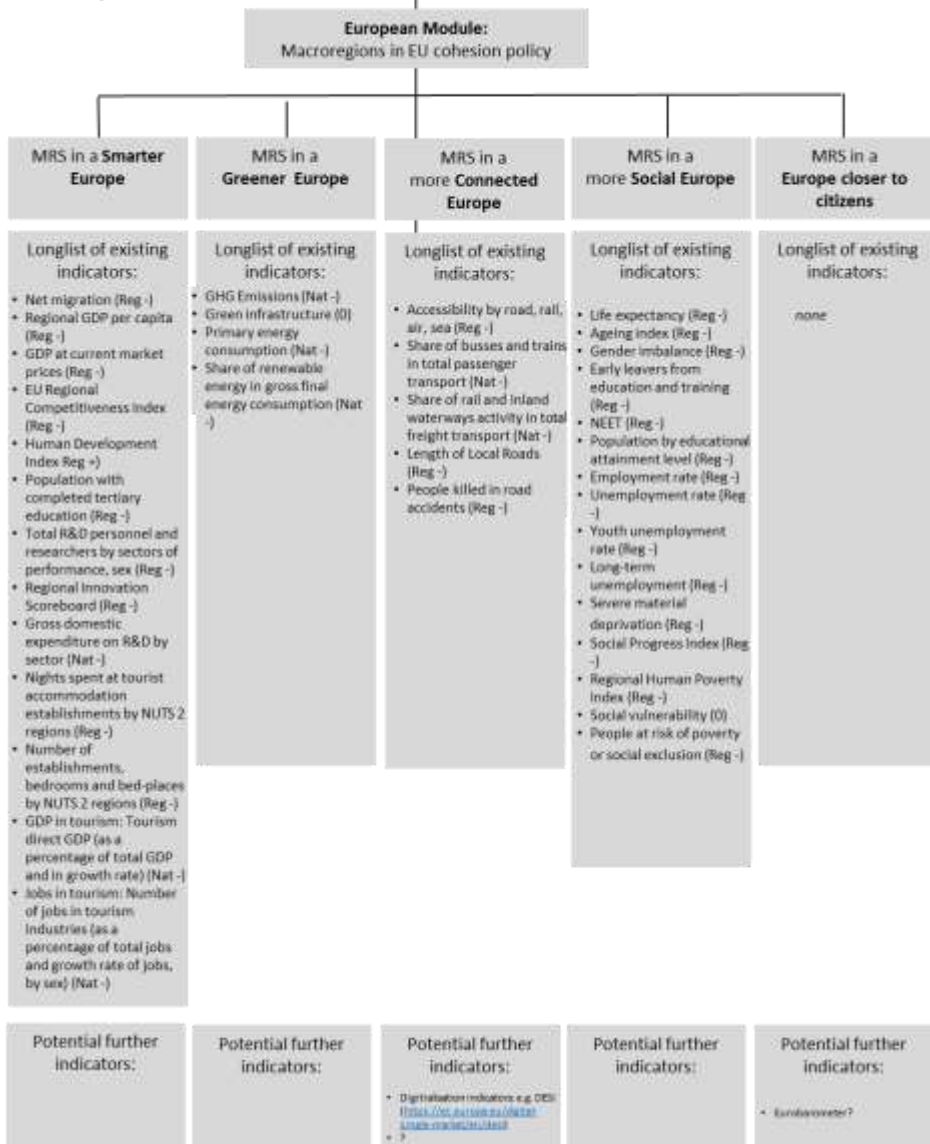 European Module:
Macroregions in EU cohesion policy
MRS in a Smarter
Europe
Longlist of existing
indicators:
• Net migration (Reg -)
• Regional GDP per capita
(Reg -)
• GDP at current market
prices (Reg -)
• EU Regional
Competitiveness Index
(Reg -)
• Human Development
Index Reg +)
• Population with
completed tertiary
education (Reg -)
• Total R&D personnel and
researchers by sectors of
performance, sex (Reg -)
• Regional Innovation
Scoreboard (Reg -)
• Gross domestic
expenditure on R&D by
sector (Nat -)
• Nights spent at tourist
accommodation
establishments by NUTS 2
regions (Reg -)
• Number of
establishments,
bedrooms and bed-places
by NUTS 2 regions (Reg -)
• GDP in tourism: Tourism
direct GDP (as a
percentage of total GDP
and in growth rate) (Nat -)
• Jobs in tourism: Number
of jobs in tourism
Industries (as a
percentage of total jobs
and growth rate of jobs,
by sex) (Nat -)
Potential further
indicators:
MRS in a
Greener Europe
Longlist of existing
indicators:
• GHG Emissions (Nat -)
• Green infrastructure (0)
• Primary energy
consumption (Nat -)
• Share of renewable
energy in gross final
energy consumption (Nat
-)
Potential further
indicators:
MRS in a
more Connected
Europe
Longlist of existing
indicators:
• Accessibility by road, rail,
air, sea (Reg -)
• Share of busses and trains
in total passenger
transport (Nat -)
• Share of rail and inland
waterways activity in total
freight transport (Nat -)
• Length of Local Roads
(Reg -)
• People killed in road
accidents (Reg -)
Potential further
indicators:
• Digitialisation indicators e.g. DESI
• ?
MRS in a
more Social Europe
Longlist of existing
indicators:
• Life expectancy (Reg -)
• Ageing index (Reg -)
• Gender imbalance (Reg -)
• Early leavers from
education and training
(Reg -)
• NEET (Reg -)
• Population by educational
attainment level (Reg -)
• Employment rate (Reg -)
• Unemployment rate (Reg
-)
• Youth unemployment
rate (Reg -)
• Long-term
unemployment (Reg -)
• Severe material
deprivation (Reg -)
• Social Progress Index (Reg
-)
• Regional Human Poverty
Index (Reg -)
• Social vulnerability (0)
• People at risk of poverty
or social exclusion (Reg -)
Potential further
indicators:
MRS in a
Europe closer to
citizens
Longlist of existing
indicators:
none
Potential further
indicators:
• Eurobarometer?